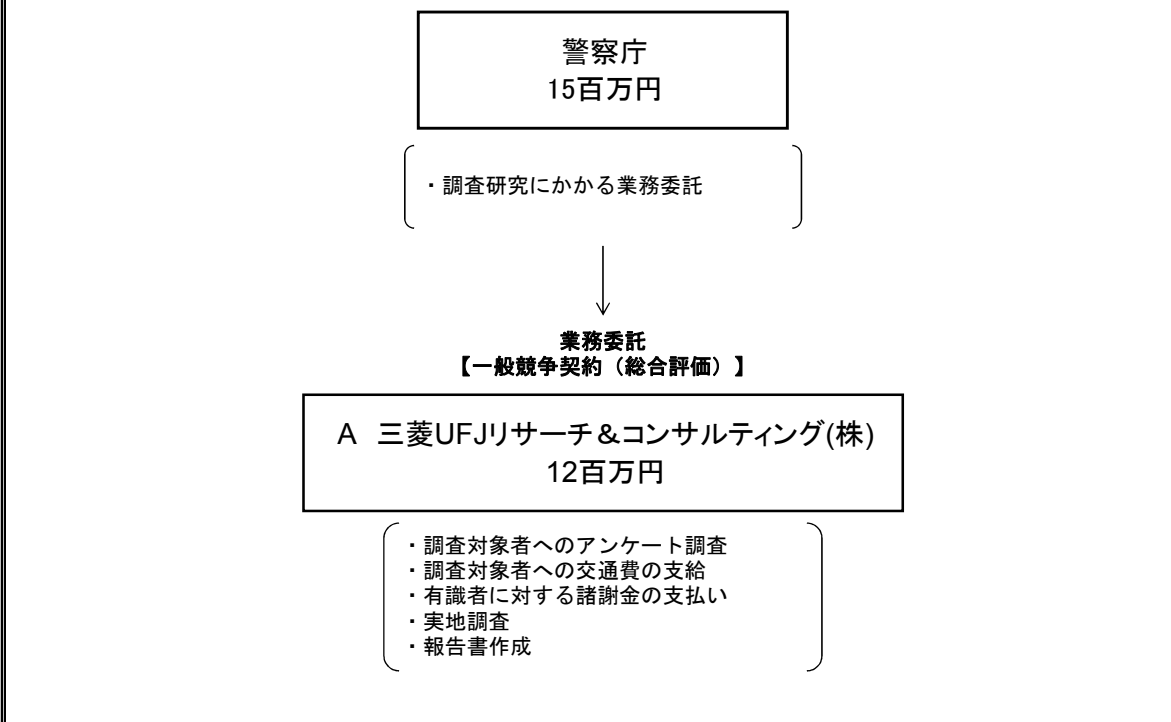 警察庁
15百万円
・調査研究にかかる業務委託
業務委託
【一般競争契約（総合評価）】
A　三菱UFJリサーチ＆コンサルティング(株)
12百万円
・調査対象者へのアンケート調査
・調査対象者への交通費の支給
・有識者に対する諸謝金の支払い
・実地調査
・報告書作成